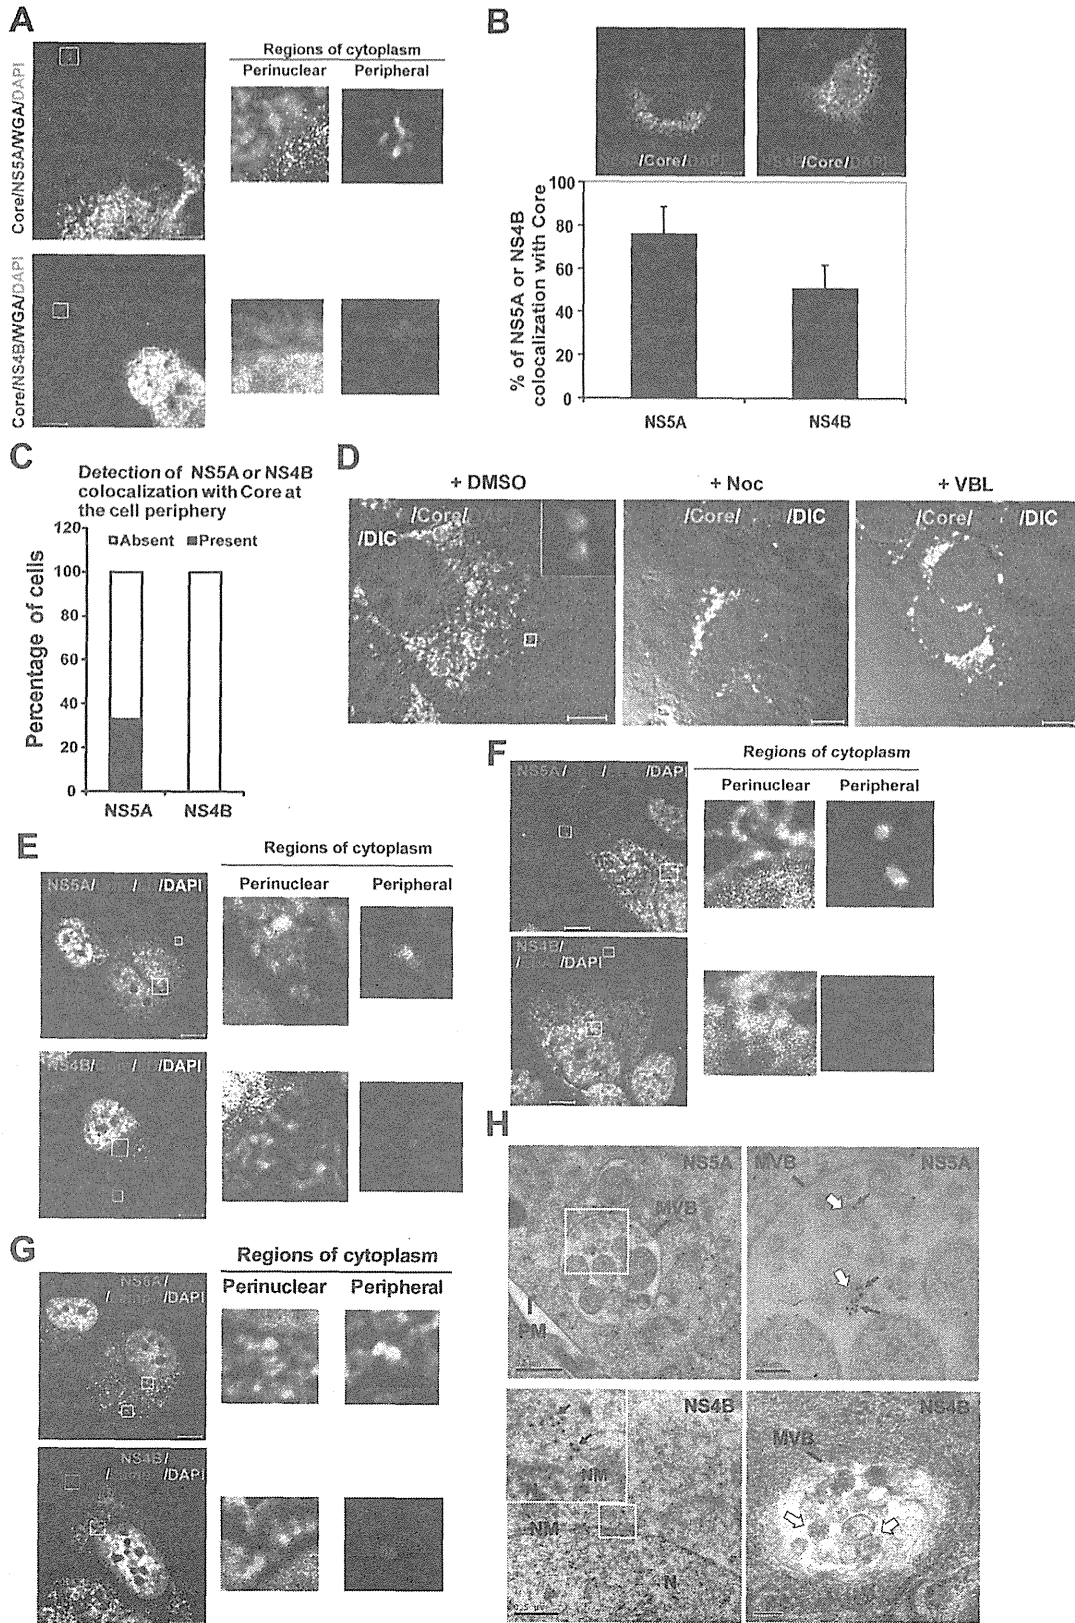 A
Core/NS5A/WGA/DAPI
Core/NS4B/WGA/DAPI
Regions of cytoplasm
Perinuclear
Peripheral
B
/Core/
/Core/
% of NS5A or NS4B
colocalization with Core
100
80
60
40
20
0
NS5A
NS4B
C
Detection of NS5A or NS4B
colocalization with Core at
the cell periphery
Percentage of cells
120
100
80
60
40
20
0
Absent
Present
NS5A
NS4B
D
+ DMSO
+ Noc
+ VBL
/Core/
/DIC
/Core/
/DIC
/Core/
/DIC
E
Regions of cytoplasm
Perinuclear
Peripheral
NS5A/
/DAPI
NS4B/
/DAPI
F
Regions of cytoplasm
Perinuclear
Peripheral
NS5A/
/DAPI
NS4B/
/DAPI
G
Regions of cytoplasm
Perinuclear
Peripheral
NS5A/
/DAPI
NS4B/
/DAPI
H
NS5A
MVB
PM
MVB
NS5A
NS4B
NM
NM
N
NS4B
MVB